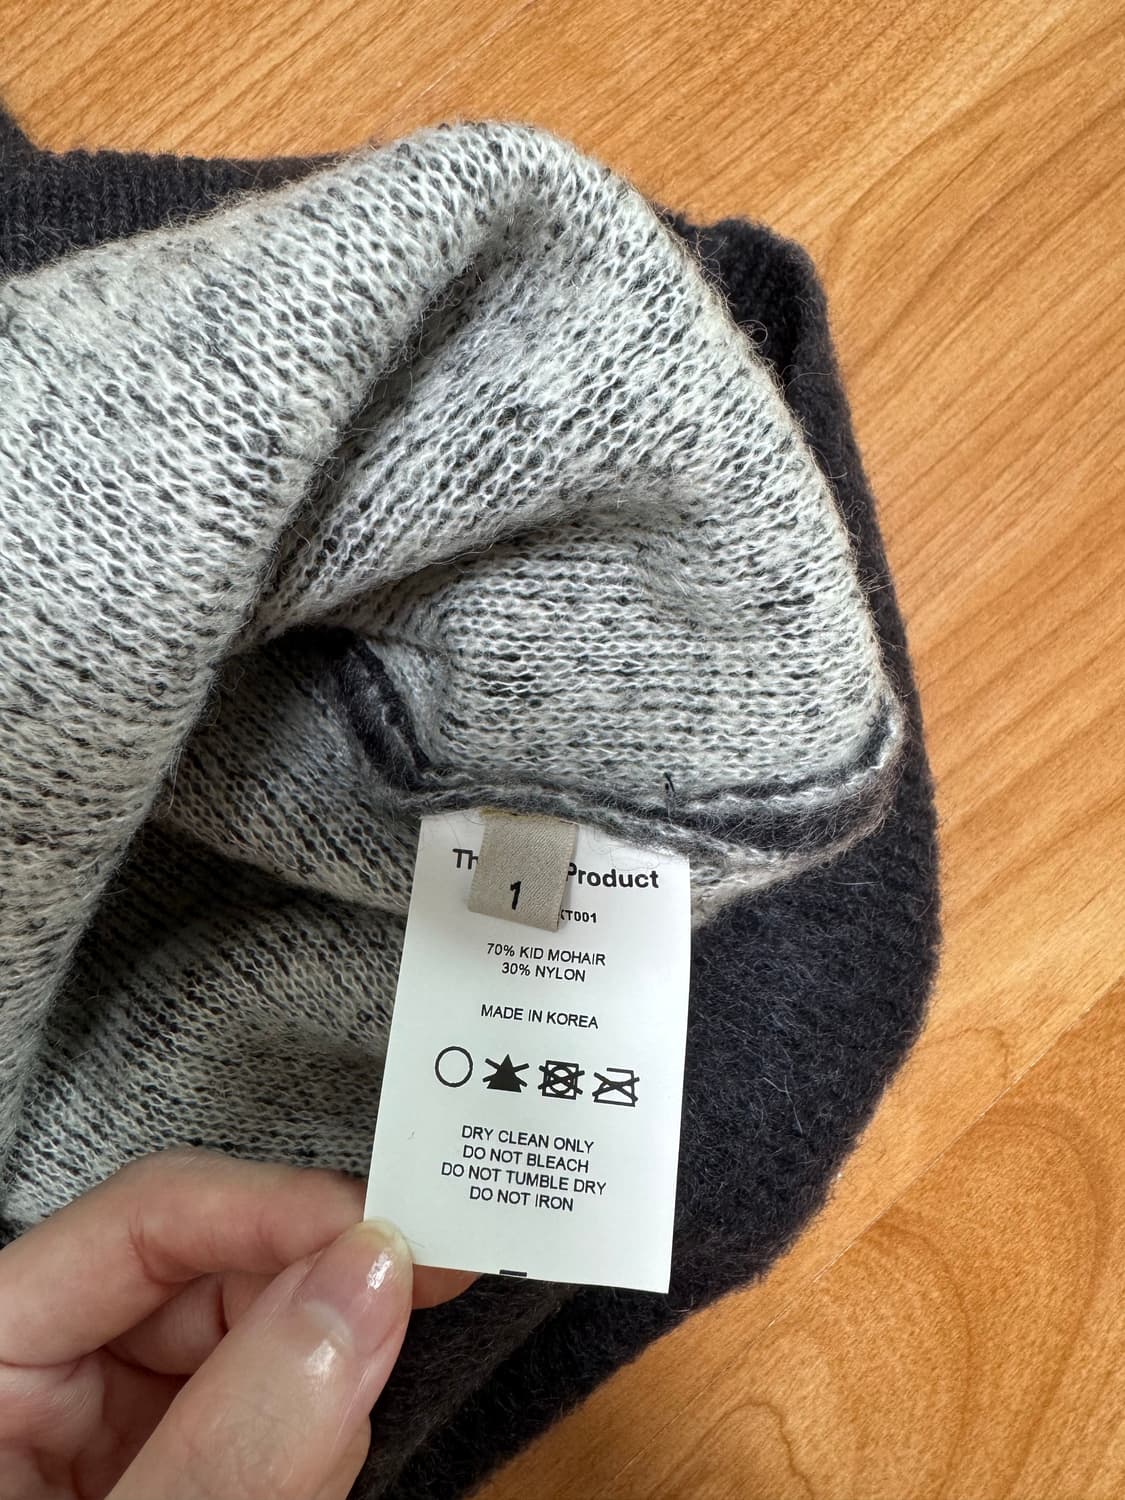 Product
1
KT001
70% KID MOHAIR
30% NYLON
MADE IN KOREA
DRY CLEAN ONLY
DO NOT BLEACH
DO NOT TUMBLE DRY
DO NOT IRON